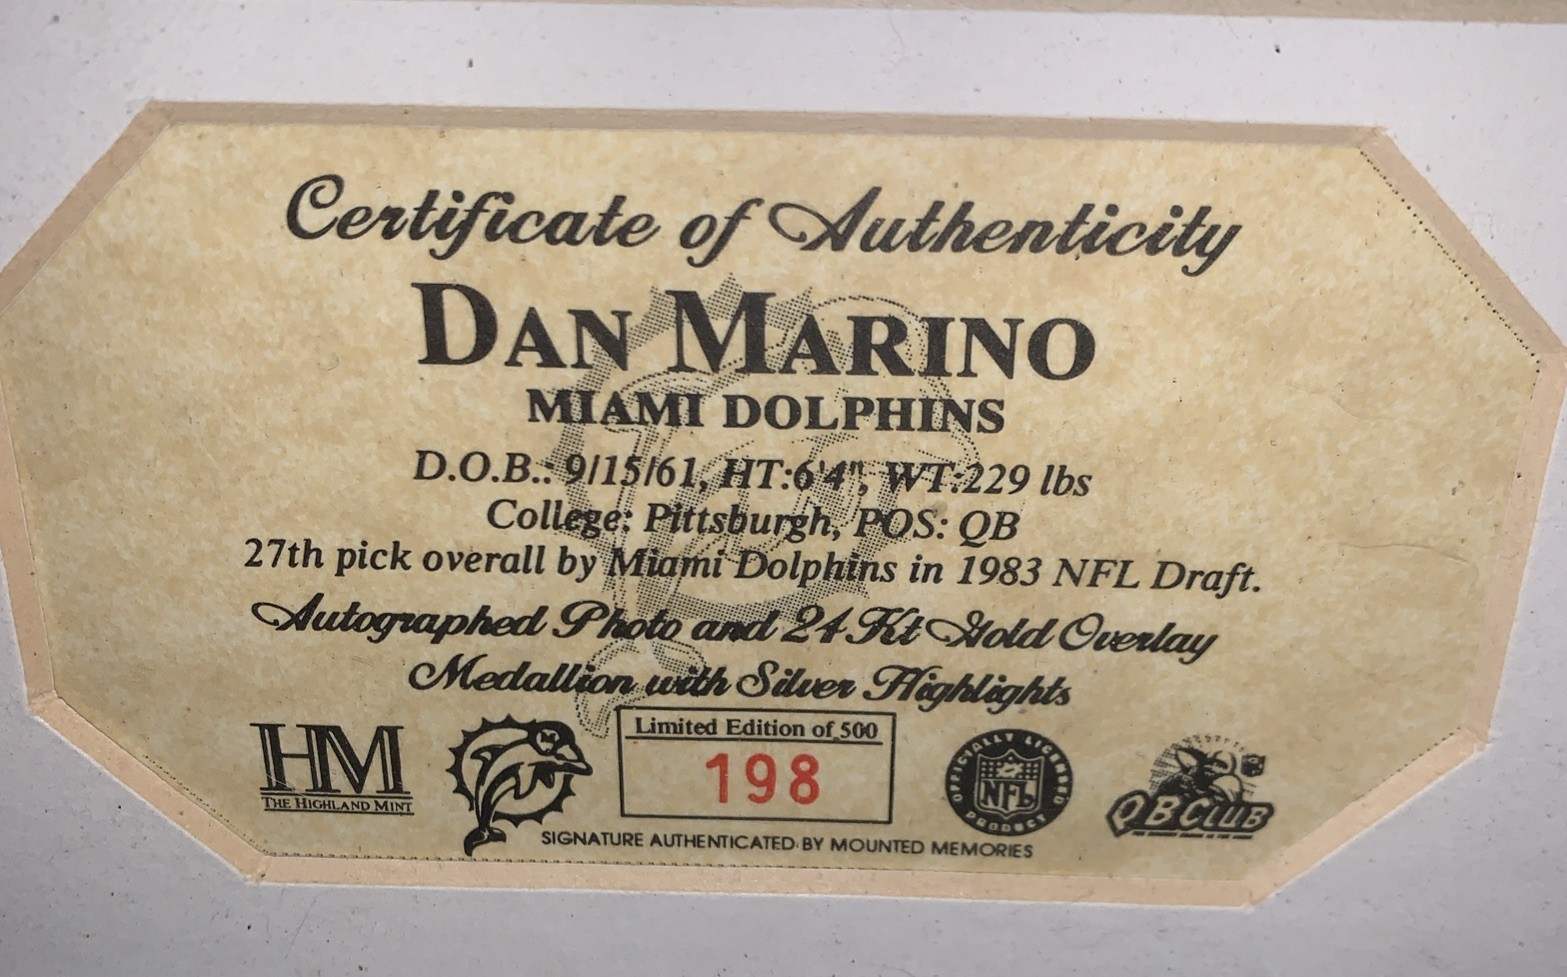 Certificate of Authenticity
DAN MARINO
MIAMI DOLPHINS
D.O.B.: 9/15/61, HT:6'4", WT:229 lbs
College: Pittsburgh, POS: QB
27th pick overall by Miami Dolphins in 1983 NFL Draft.
Autographed Photo and 24 Kt Gold Overlay
Medallion with Silver Highlights
HM
THE HIGHLAND MINT
M
Limited Edition of 500
198
OFFICIALLY LICENSED
NFL
PRODUCT
QB CLUB
SIGNATURE AUTHENTICATED BY MOUNTED MEMORIES